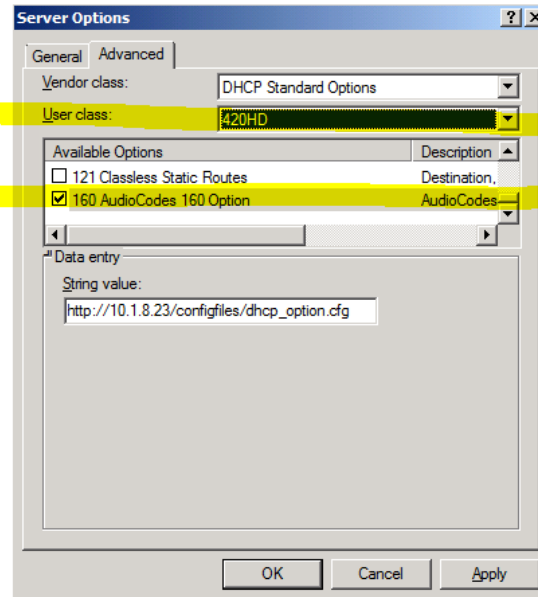 Server Options
General Advanced
Vendor class: DHCP Standard Options
User class: 420HD
Available Options Description
121 Classless Static Routes Destination,
160 AudioCodes 160 Option AudioCodes
Data entry
String value:
http://10.1.8.23/configfiles/dhcp_option.cfg
OK Cancel Apply